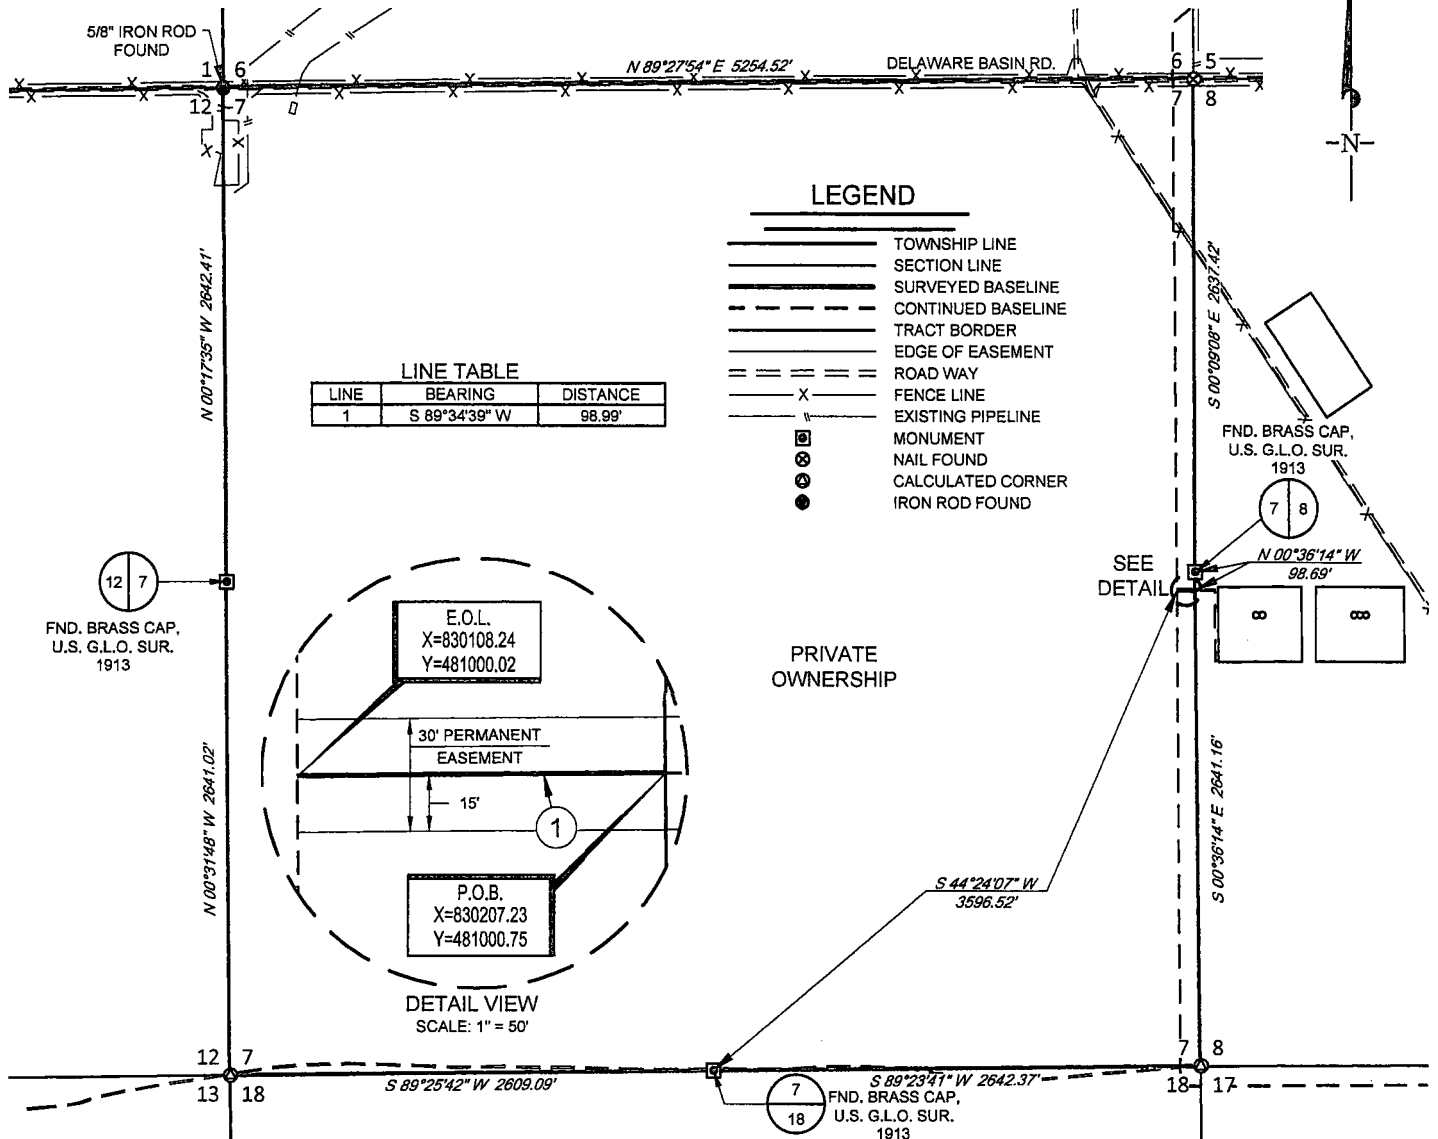 5/8" IRON ROD
FOUND
1 6
12 7
N 89°27'54" E 5254.52'
DELAWARE BASIN RD.
6 5
7 8
-N-
LEGEND
TOWNSHIP LINE
SECTION LINE
SURVEYED BASELINE
CONTINUED BASELINE
TRACT BORDER
EDGE OF EASEMENT
ROAD WAY
X FENCE LINE
EXISTING PIPELINE
MONUMENT
NAIL FOUND
CALCULATED CORNER
IRON ROD FOUND
N 00°17'35" W 2642.41'
S 00°09'08" E 2637.42'
LINE TABLE
LINE BEARING DISTANCE
1 S 89°34'39" W 98.99'
FND. BRASS CAP,
U.S. G.L.O. SUR.
1913
7 8
N 00°36'14" W
98.69'
SEE
DETAIL
12 7
FND. BRASS CAP,
U.S. G.L.O. SUR.
1913
E.O.L.
X=830108.24
Y=481000.02
PRIVATE
OWNERSHIP
30' PERMANENT
EASEMENT
15'
1
P.O.B.
X=830207.23
Y=481000.75
DETAIL VIEW
SCALE: 1" = 50'
N 00°31'48" W 2641.02'
S 00°36'14" E 2641.16'
S 44°24'07" W
3596.52'
12 7
13 18
S 89°25'42" W 2609.09'
S 89°23'41" W 2642.37'
7 8
18 17
7
18
FND. BRASS CAP,
U.S. G.L.O. SUR.
1913